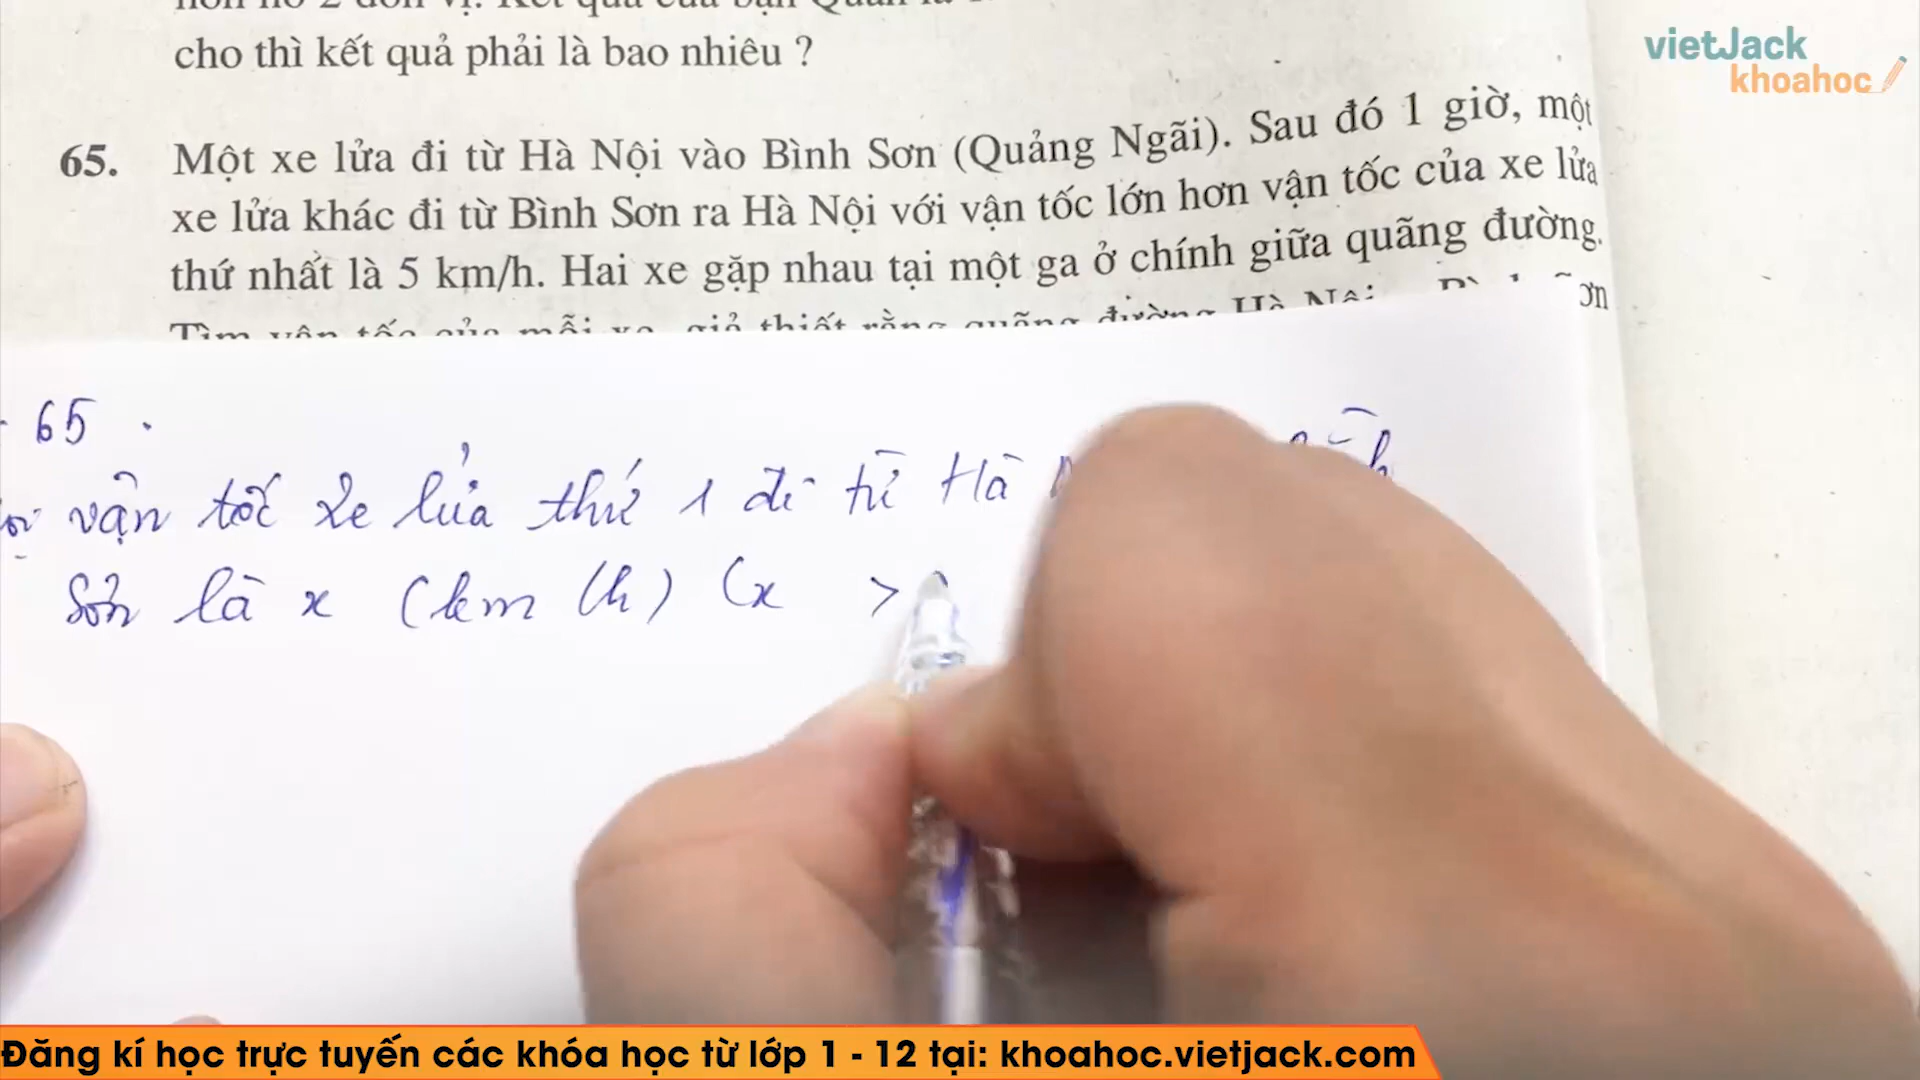 cho thì kết quả phải là bao nhiêu ?
vietJack
khoahoc
65. Một xe lửa đi từ Hà Nội vào Bình Sơn (Quảng Ngãi). Sau đó 1 giờ, một
xe lửa khác đi từ Bình Sơn ra Hà Nội với vận tốc lớn hơn vận tốc của xe lửa
thứ nhất là 5 km/h. Hai xe gặp nhau tại một ga ở chính giữa quãng đường.
65 .
vận tốc xe lửa thứ 1 đi từ Hà
Sơn là x (km/h) (x >
Đăng kí học trực tuyến các khóa học từ lớp 1 - 12 tại: khoahoc.vietjack.com